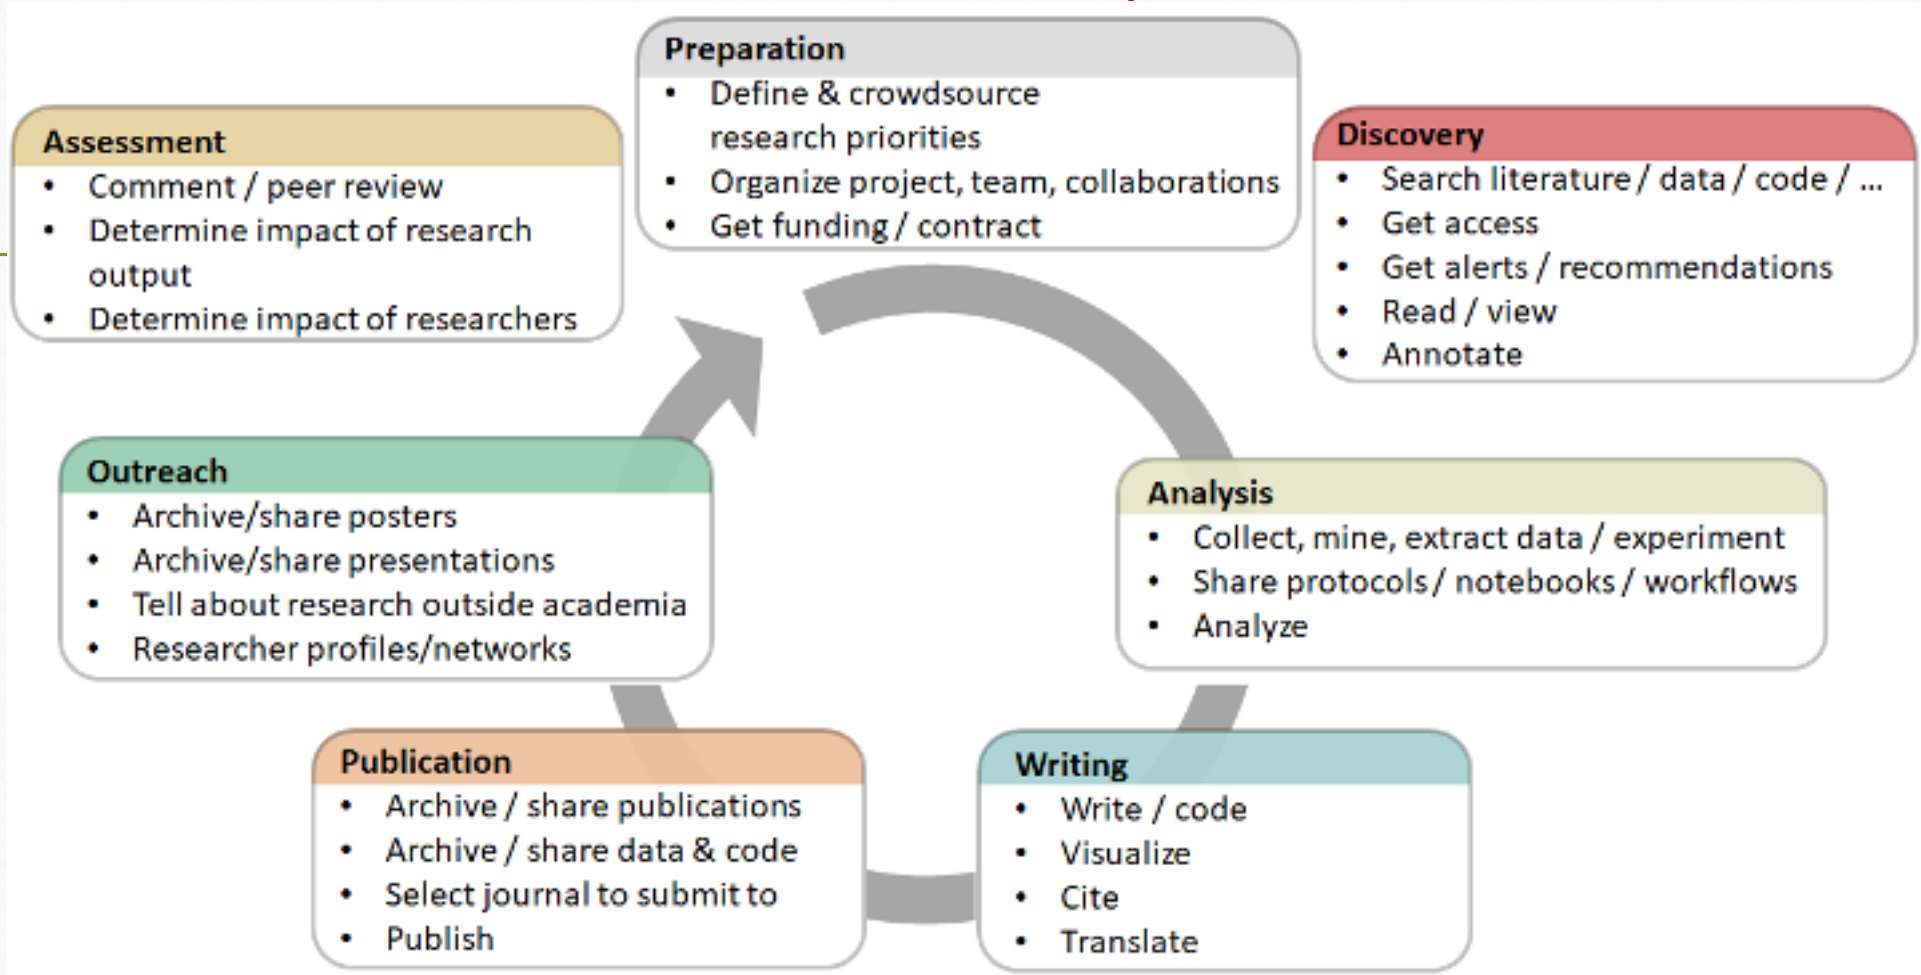 Preparation
• Define & crowdsource
research priorities
• Organize project, team, collaborations
• Get funding / contract
Discovery
• Search literature / data / code / ...
• Get access
• Get alerts / recommendations
• Read / view
• Annotate
Analysis
• Collect, mine, extract data / experiment
• Share protocols / notebooks / workflows
• Analyze
Writing
• Write / code
• Visualize
• Cite
• Translate
Publication
• Archive / share publications
• Archive / share data & code
• Select journal to submit to
• Publish
Outreach
• Archive/share posters
• Archive/share presentations
• Tell about research outside academia
• Researcher profiles/networks
Assessment
• Comment / peer review
• Determine impact of research
output
• Determine impact of researchers